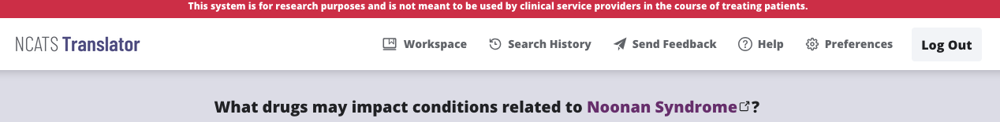 This system is for research purposes and is not meant to be used by clinical service providers in the course of treating patients.
NCATS Translator Workspace Search History Send Feedback Help Preferences Log Out
What drugs may impact conditions related to Noonan Syndrome?